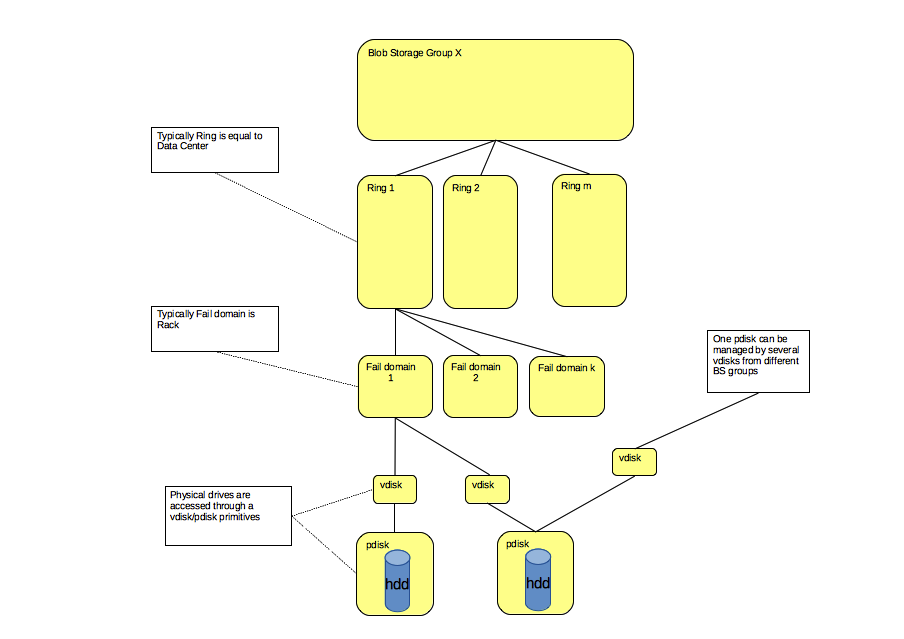 Blob Storage Group X
Typically Ring is equal to
Data Center
Ring 1
Ring 2
Ring m
Typically Fail domain is
Rack
One pdisk can be
managed by several
vdisks from different
BS groups
Fail domain
1
Fail domain
2
Fail domain k
vdisk
Physical drives are
accessed through a
vdisk/pdisk primitives
vdisk
vdisk
pdisk
hdd
pdisk
hdd